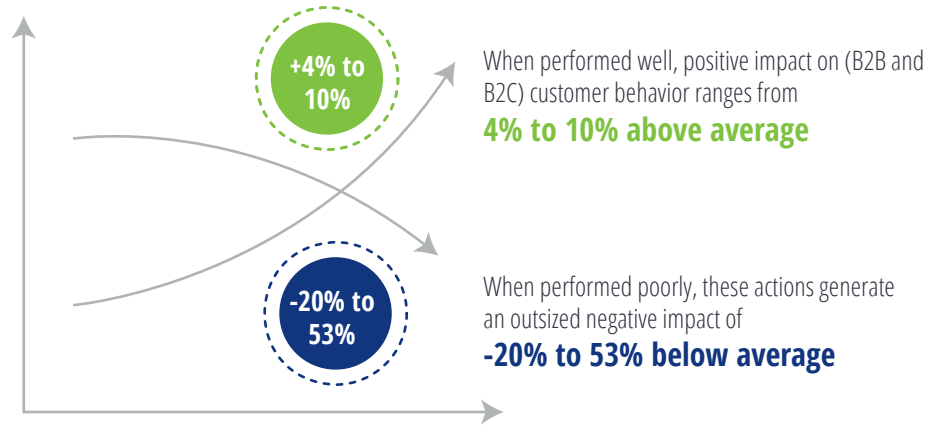 +4% to
10%
When performed well, positive impact on (B2B and
B2C) customer behavior ranges from
4% to 10% above average
-20% to
53%
When performed poorly, these actions generate
an outsized negative impact of
-20% to 53% below average